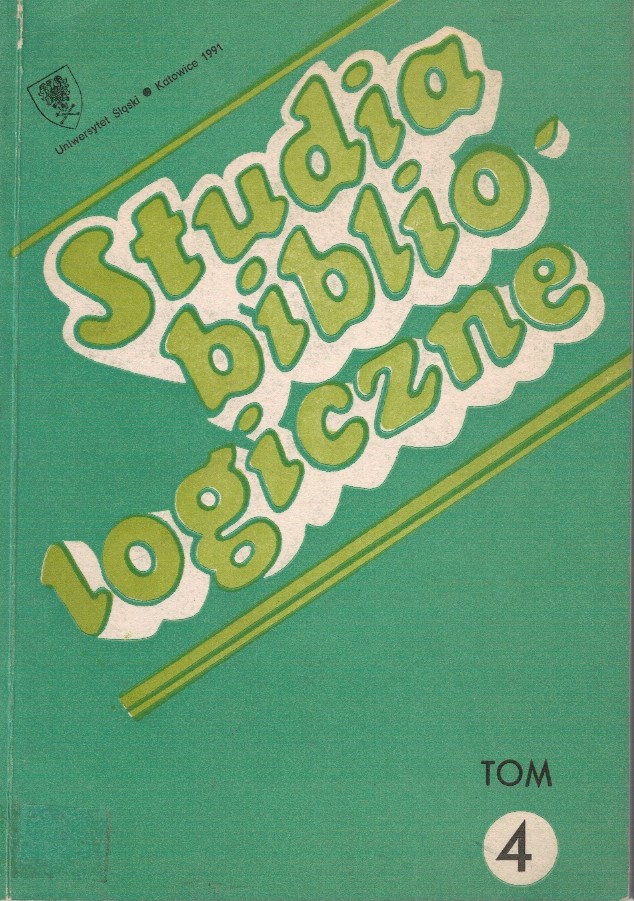 Uniwersytet Śląski ● Katowice 1991
Studia
biblio-
logiczne
TOM
4